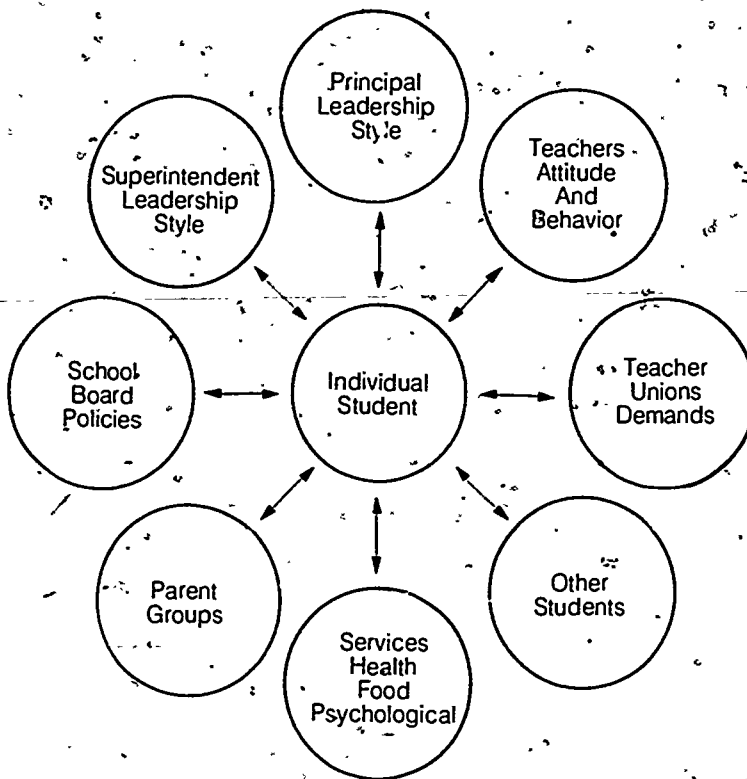 Principal
Leadership
Style
Superintendent
Leadership
Style
Teachers
Attitude
And
Behavior
School
Board
Policies
Individual
Student
Teacher
Unions
Demands
Parent
Groups
Other
Students
Services
Health
Food
Psychological